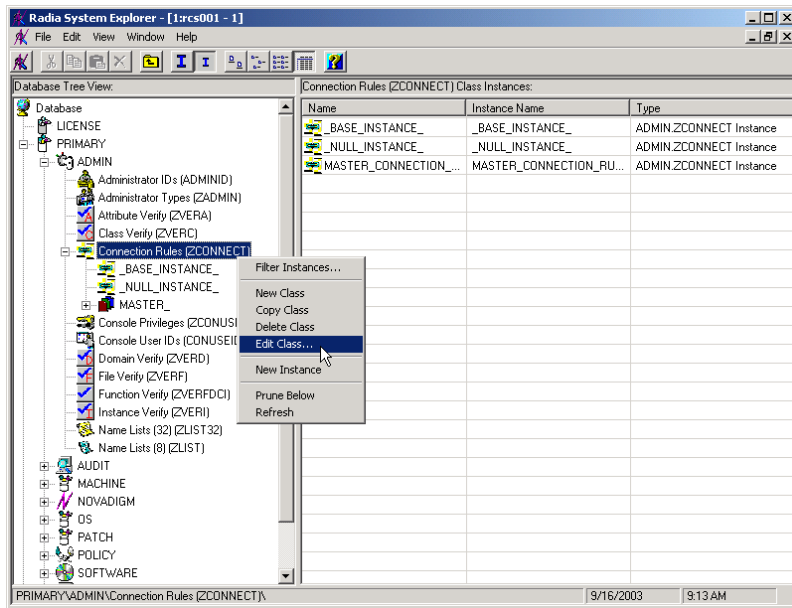 Radia System Explorer - [1:rcs001 - 1]
File Edit View Window Help
Database Tree View:
Connection Rules (ZCONNECT) Class Instances:
Database
LICENSE
PRIMARY
ADMIN
Administrator IDs (ADMINID)
Administrator Types (ZADMIN)
Attribute Verify (ZVERA)
Class Verify (ZVERC)
Connection Rules (ZCONNECT)
_BASE_INSTANCE_
_NULL_INSTANCE_
MASTER_
Console Privileges (ZCONUSI
Console User IDs (CONUSEID
Domain Verify (ZVERD)
File Verify (ZVERF)
Function Verify (ZVERFDCI)
Instance Verify (ZVERI)
Name Lists (32) (ZLIST32)
Name Lists (8) (ZLIST)
AUDIT
MACHINE
NOVADIGM
OS
PATCH
POLICY
SOFTWARE
Filter Instances...
New Class
Copy Class
Delete Class
Edit Class...
New Instance
Prune Below
Refresh
Name Instance Name Type
_BASE_INSTANCE_ _BASE_INSTANCE_ ADMIN.ZCONNECT Instance
_NULL_INSTANCE_ _NULL_INSTANCE_ ADMIN.ZCONNECT Instance
MASTER_CONNECTION_... MASTER_CONNECTION_RU... ADMIN.ZCONNECT Instance
PRIMARY\ADMIN\Connection Rules (ZCONNECT)\ 9/16/2003 9:13 AM